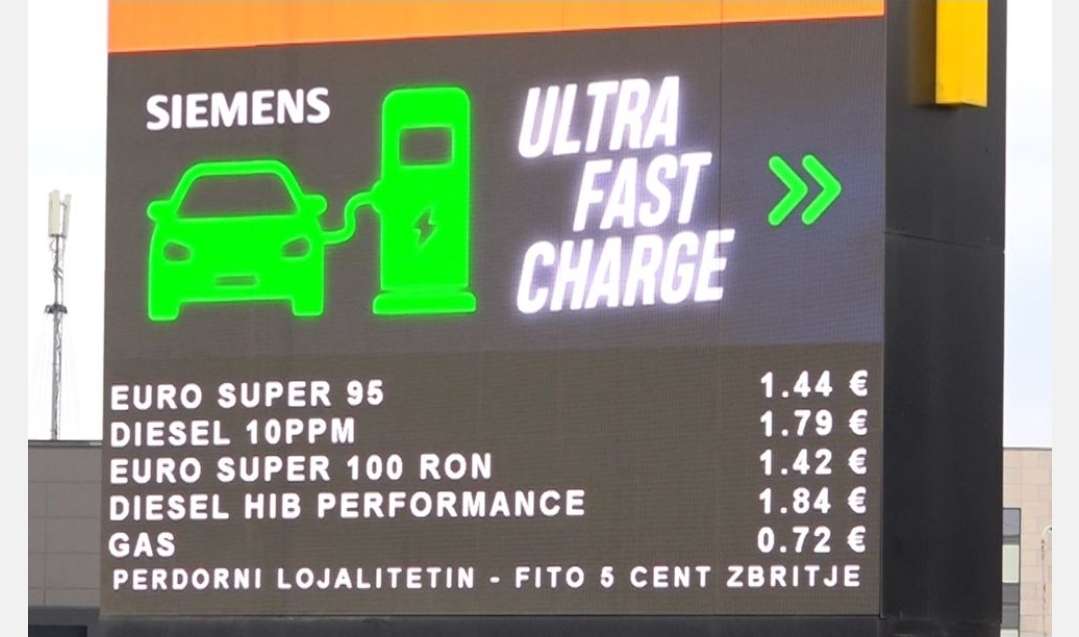 SIEMENS
ULTRA
FAST
CHARGE
EURO SUPER 95 1.44 €
DIESEL 10PPM 1.79 €
EURO SUPER 100 RON 1.42 €
DIESEL HIB PERFORMANCE 1.84 €
GAS 0.72 €
PERDORNI LOJALITETIN - FITO 5 CENT ZBRITJE